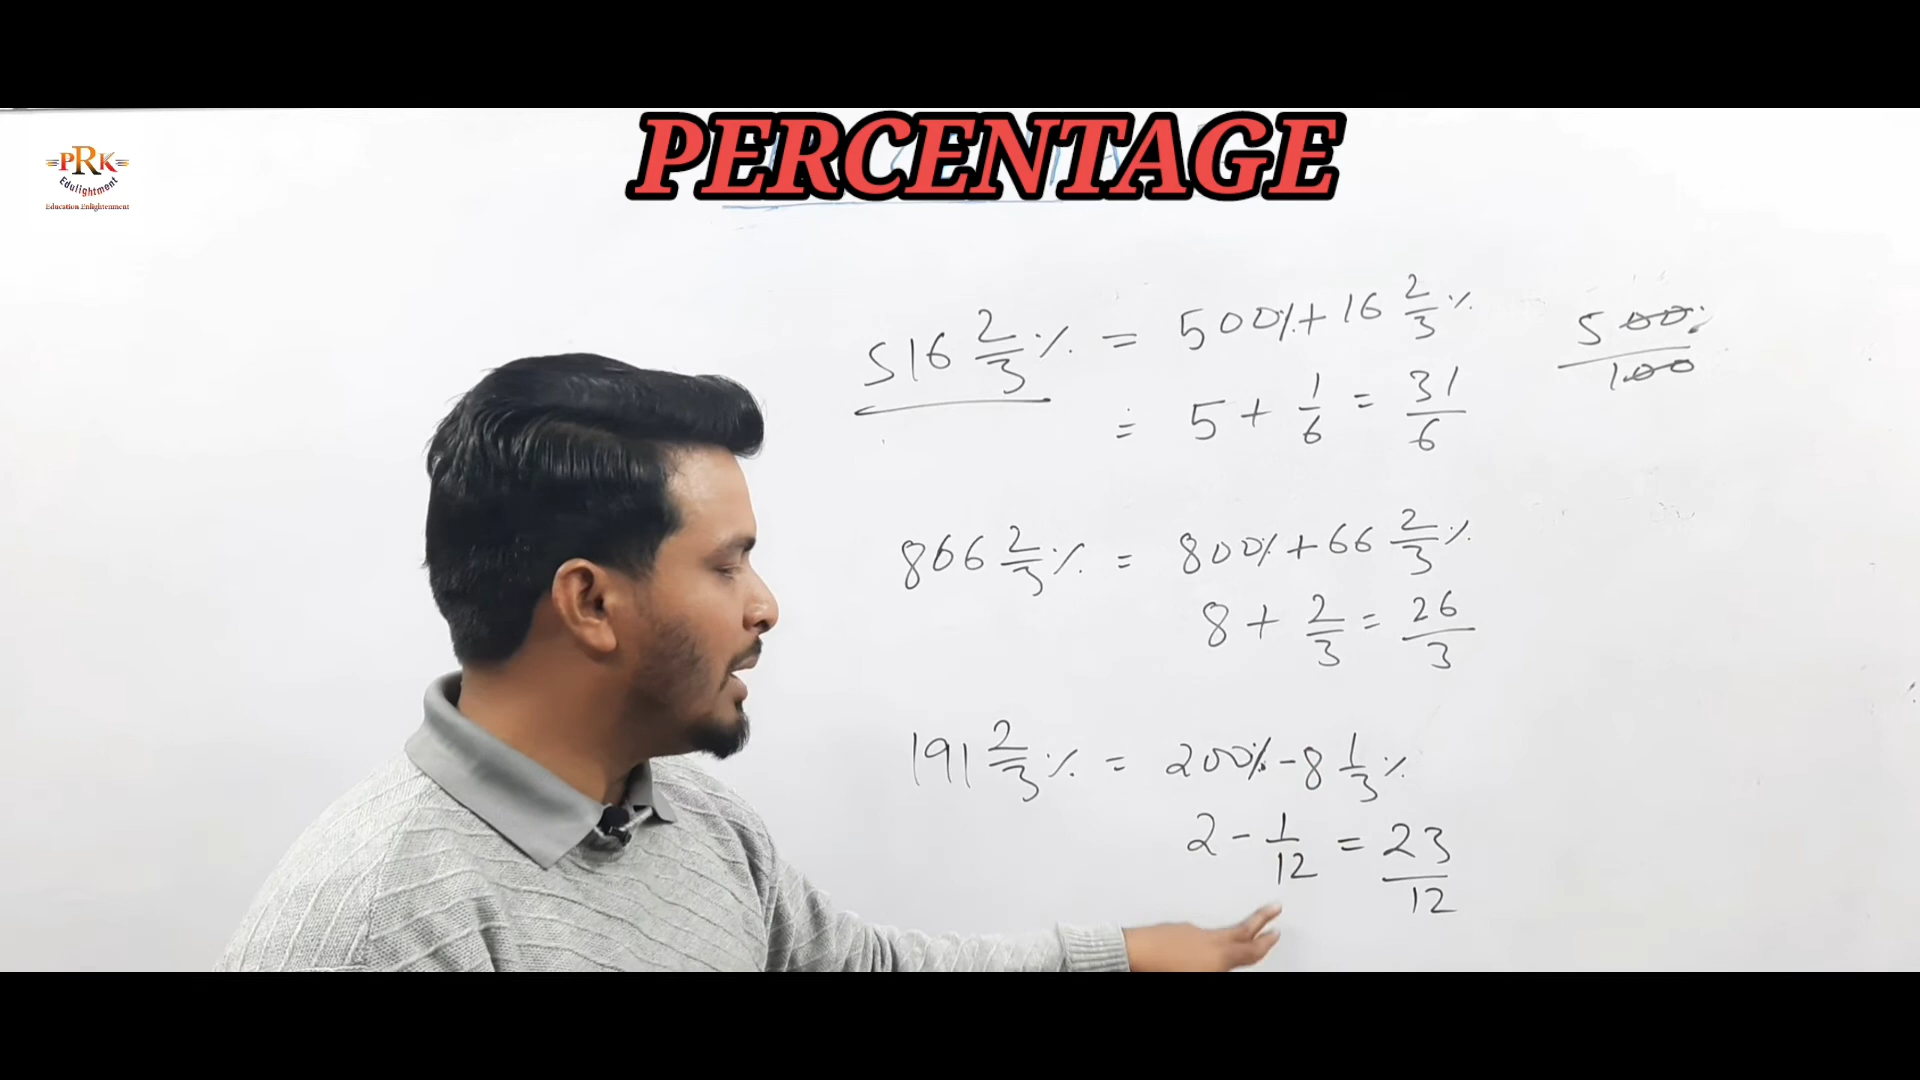 PERCENTAGE
PRK
Edulightment
Education Enlightenment
516 2/3 % = 500% + 16 2/3 %
500%/100
= 5 + 1/6 = 31/6
866 2/3 % = 800% + 66 2/3 %
8 + 2/3 = 26/3
191 2/3 % = 200% - 8 1/3 %
2 - 1/12 = 23/12